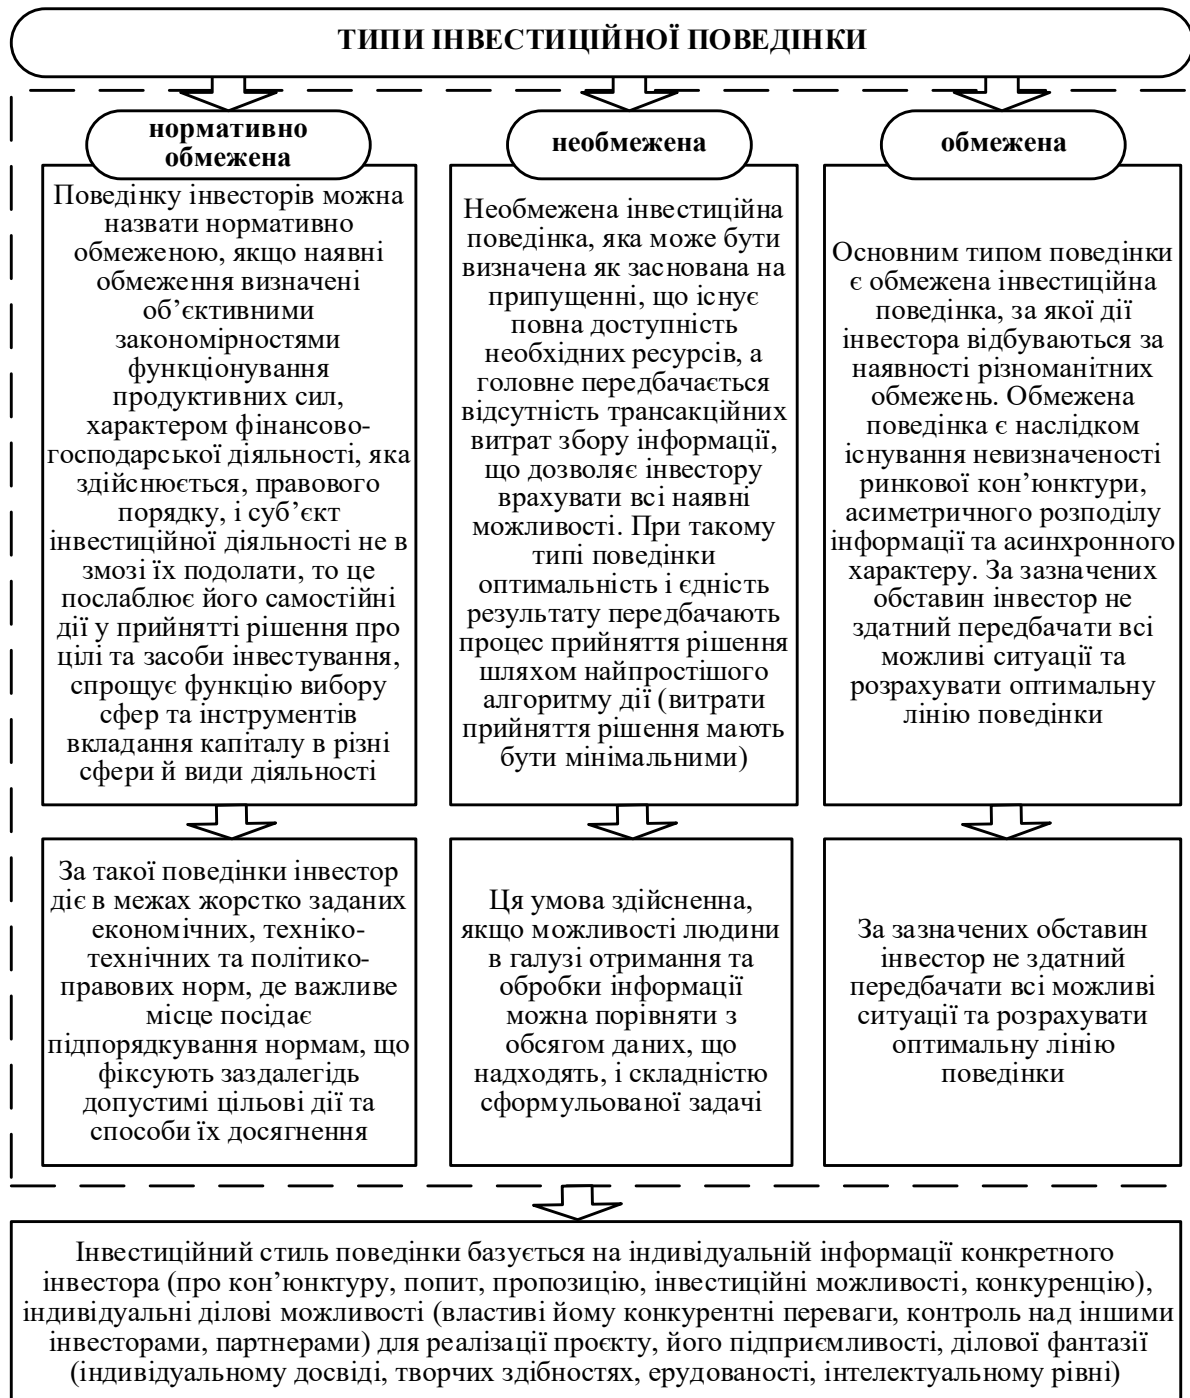 ТИПИ ІНВЕСТИЦІЙНОЇ ПОВЕДІНКИ
нормативно
обмежена
Поведінку інвесторів можна
назвати нормативно
обмеженою, якщо наявні
обмеження визначені
об’єктивними
закономірностями
функціонування
продуктивних сил,
характером фінансово-
господарської діяльності, яка
здійснюється, правового
порядку, і суб’єкт
інвестиційної діяльності не в
змозі їх подолати, то це
послаблює його самостійні
дії у прийнятті рішення про
цілі та засоби інвестування,
спрощує функцію вибору
сфер та інструментів
вкладання капіталу в різні
сфери й види діяльності
За такої поведінки інвестор
діє в межах жорстко заданих
економічних, техніко-
технічних та політико-
правових норм, де важливе
місце посідає
підпорядкування нормам, що
фіксують заздалегідь
допустимі цільові дії та
способи їх досягнення
необмежена
Необмежена інвестиційна
поведінка, яка може бути
визначена як заснована на
припущенні, що існує
повна доступність
необхідних ресурсів, а
головне передбачається
відсутність трансакційних
витрат збору інформації,
що дозволяє інвестору
врахувати всі наявні
можливості. При такому
типі поведінки
оптимальність і єдність
результату передбачають
процес прийняття рішення
шляхом найпростішого
алгоритму дії (витрати
прийняття рішення мають
бути мінімальними)
Ця умова здійсненна,
якщо можливості людини
в галузі отримання та
обробки інформації
можна порівняти з
обсягом даних, що
надходять, і складністю
сформульованої задачі
обмежена
Основним типом поведінки
є обмежена інвестиційна
поведінка, за якої дії
інвестора відбуваються за
наявності різноманітних
обмежень. Обмежена
поведінка є наслідком
існування невизначеності
ринкової кон’юнктури,
асиметричного розподілу
інформації та асинхронного
характеру. За зазначених
обставин інвестор не
здатний передбачати всі
можливі ситуації та
розрахувати оптимальну
лінію поведінки
За зазначених обставин
інвестор не здатний
передбачати всі можливі
ситуації та розрахувати
оптимальну лінію
поведінки
Інвестиційний стиль поведінки базується на індивідуальній інформації конкретного
інвестора (про кон’юнктуру, попит, пропозицію, інвестиційні можливості, конкуренцію),
індивідуальні ділові можливості (властиві йому конкурентні переваги, контроль над іншими
інвесторами, партнерами) для реалізації проєкту, його підприємливості, ділової фантазії
(індивідуальному досвіді, творчих здібностях, ерудованості, інтелектуальному рівні)